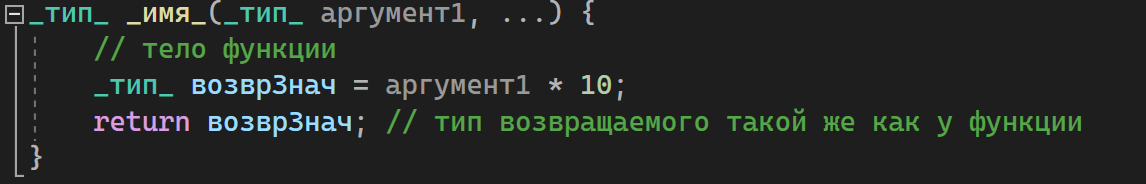 _тип_ _имя_(_тип_ аргумент1, ...) {
// тело функции
_тип_ возврЗнач = аргумент1 * 10;
return возврЗнач; // тип возвращаемого такой же как у функции
}